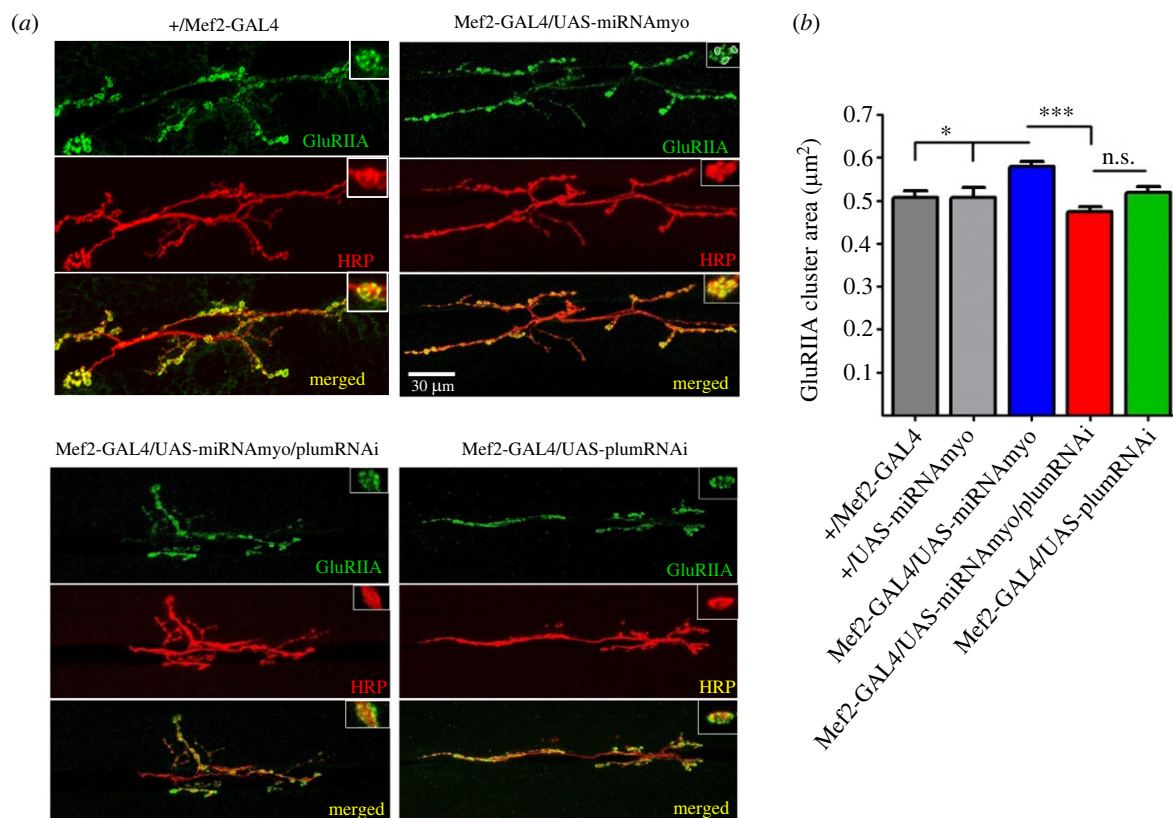 (a)
+/Mef2-GAL4
Mef2-GAL4/UAS-miRNAmyo
GluRIIA
GluRIIA
HRP
HRP
merged
30 µm
merged
Mef2-GAL4/UAS-miRNAmyo/plumRNAi
Mef2-GAL4/UAS-plumRNAi
GluRIIA
GluRIIA
HRP
HRP
merged
merged
(b)
GluRIIA cluster area (µm²)
0.7
0.6
0.5
0.4
0.3
0.2
0.1
*
***
n.s.
+/Mef2-GAL4
+/UAS-miRNAmyo
Mef2-GAL4/UAS-miRNAmyo
Mef2-GAL4/UAS-miRNAmyo/plumRNAi
Mef2-GAL4/UAS-plumRNAi